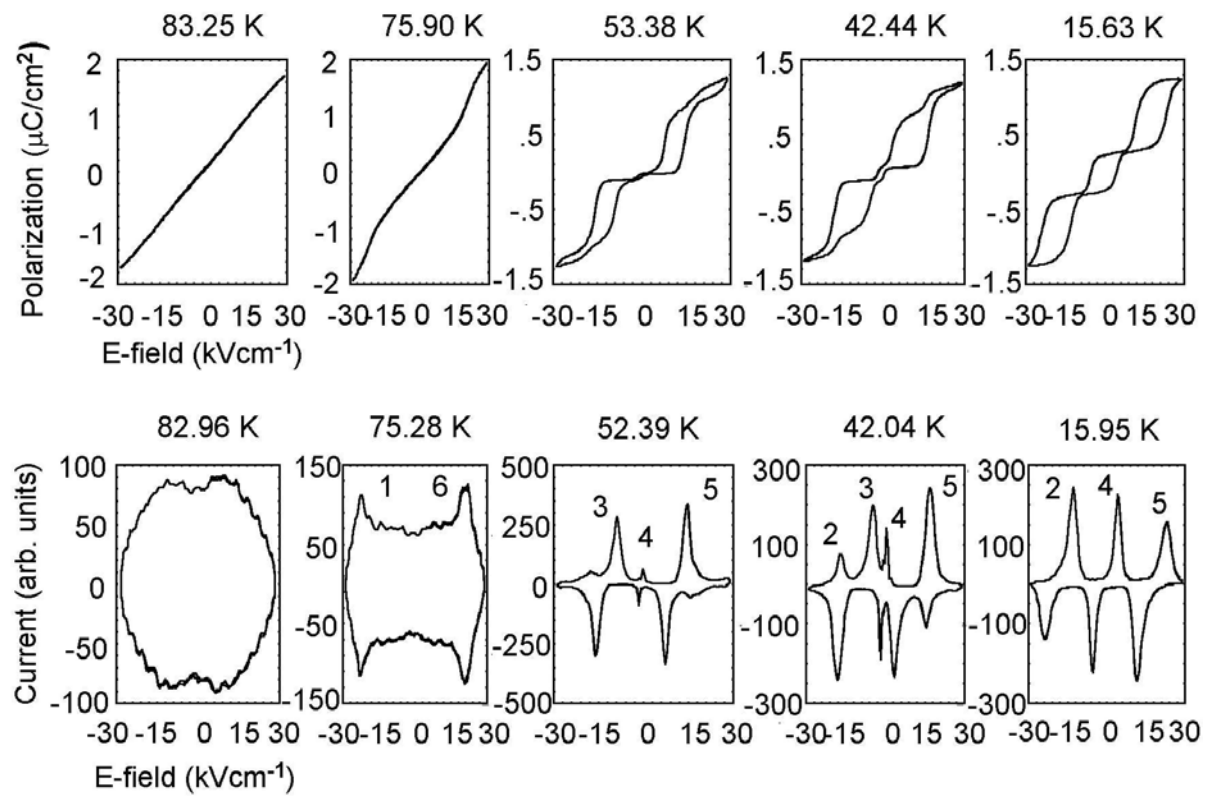 83.25 K 75.90 K 53.38 K 42.44 K 15.63 K
Polarization (μC/cm²)
2 2 1.5 1.5 1.5
1 1 .5 .5 .5
0 0
-1 -1 -.5 -.5 -.5
-2 -2 -1.5 -1.5 -1.5
-30 -15 0 15 30 -30 -15 0 15 30 -30 -15 0 15 30 -30 -15 0 15 30 -30 -15 0 15 30
E-field (kVcm⁻¹)
82.96 K 75.28 K 52.39 K 42.04 K 15.95 K
Current (arb. units)
100 150 500 300 300
1 6 3 4 5 2 3 4 5 2 4 5
50 50 250 100 100
0 0 0
-50 -50 -250 -100 -100
-100 -150 -500 -300 -300
-30 -15 0 15 30 -30 -15 0 15 30 -30 -15 0 15 30 -30 -15 0 15 30 -30 -15 0 15 30
E-field (kVcm⁻¹)